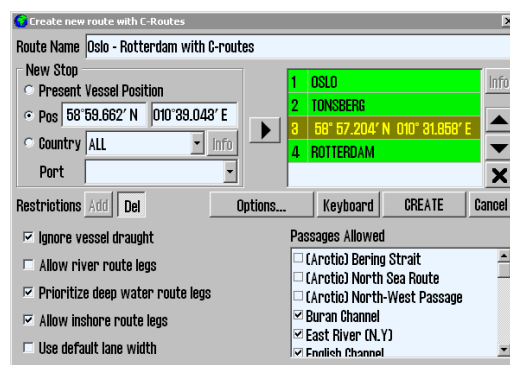 Create new route with C-Routes
Route Name Oslo - Rotterdam with C-routes
New Stop
Present Vessel Position
Pos 58°59.662' N 010°39.043' E
Country ALL Info
Port
1 OSLO
2 TONSBERG
3 58° 57.204' N 010° 31.858' E
4 ROTTERDAM
Info
Restrictions Add Del Options... Keyboard CREATE Cancel
Ignore vessel draught
Allow river route legs
Prioritize deep water route legs
Allow inshore route legs
Use default lane width
Passages Allowed
(Arctic) Bering Strait
(Arctic) North Sea Route
(Arctic) North-West Passage
Buran Channel
East River (N.Y)
English Channel